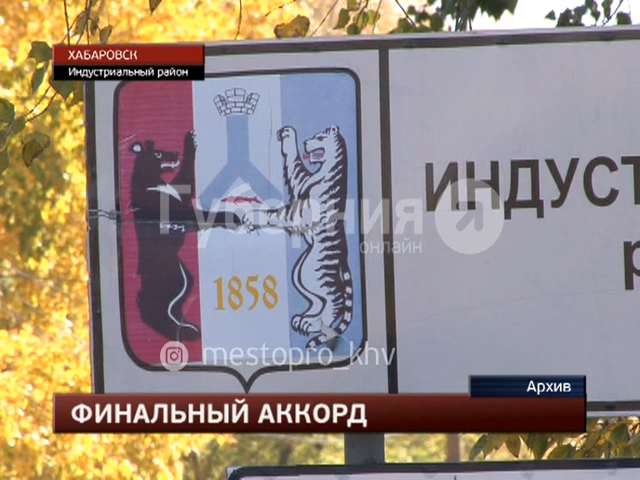 ХАБАРОВСК
Индустриальный район
ИНДУСТ
р
Губерния
онлайн
1858
mestopro_khv
Архив
ФИНАЛЬНЫЙ АККОРД